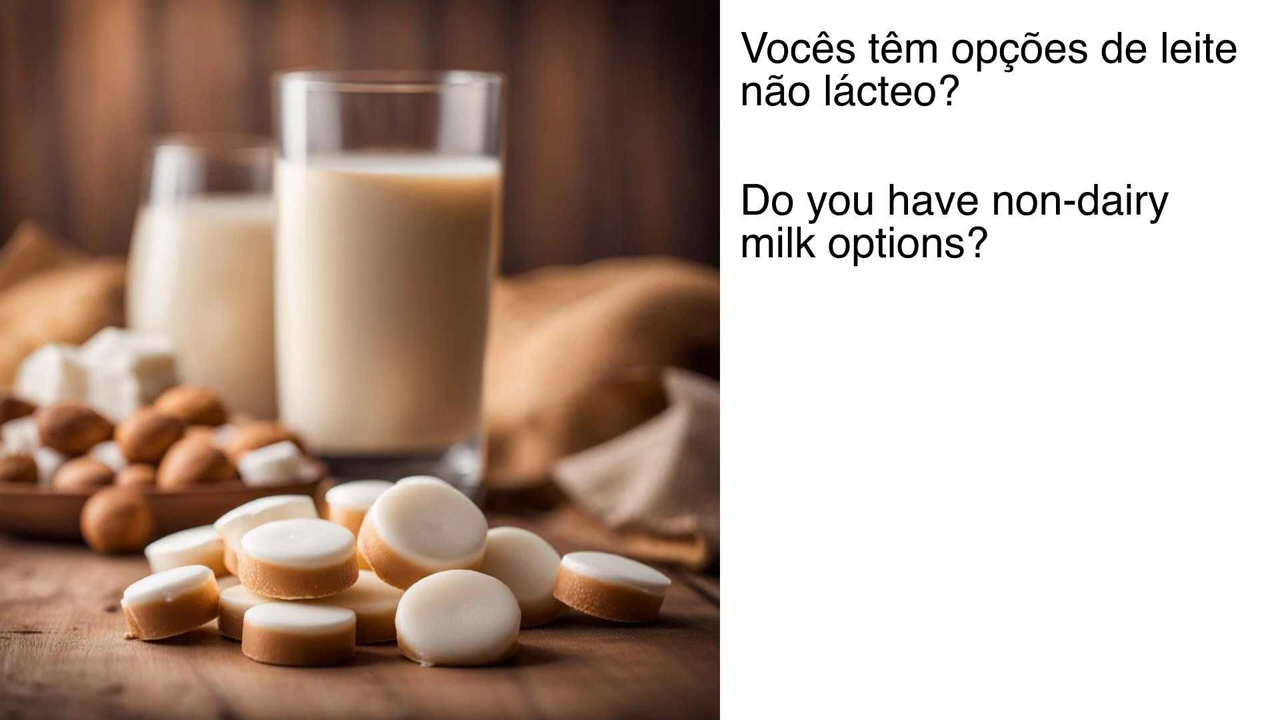 Vocês têm opções de leite
não lácteo?
Do you have non-dairy
milk options?